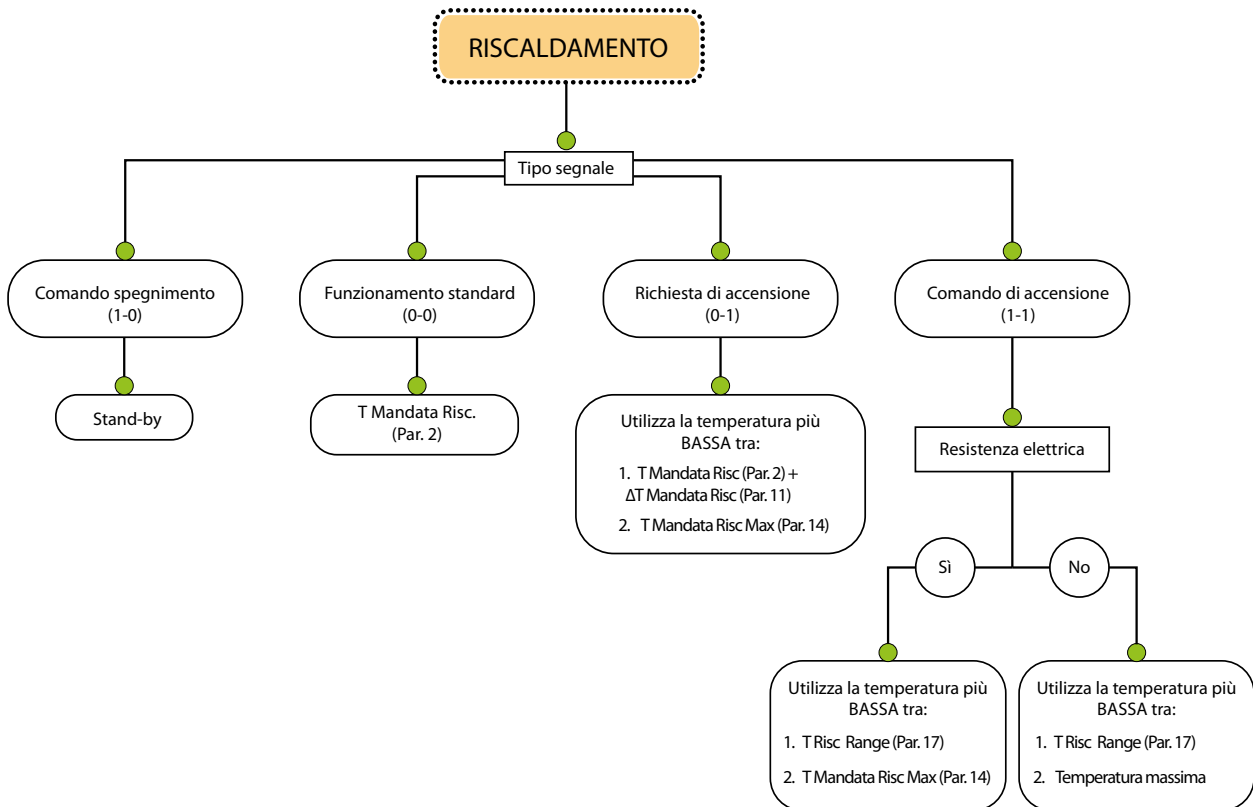 RISCALDAMENTO
Tipo segnale
Comando spegnimento
(1-0)
Funzionamento standard
(0-0)
Richiesta di accensione
(0-1)
Comando di accensione
(1-1)
Stand-by
T Mandata Risc.
(Par. 2)
Utilizza la temperatura più
BASSA tra:
1. T Mandata Risc (Par. 2) +
ΔT Mandata Risc (Par. 11)
2. T Mandata Risc Max (Par. 14)
Resistenza elettrica
Sì
No
Utilizza la temperatura più
BASSA tra:
1. T Risc Range (Par. 17)
2. T Mandata Risc Max (Par. 14)
Utilizza la temperatura più
BASSA tra:
1. T Risc Range (Par. 17)
2. Temperatura massima